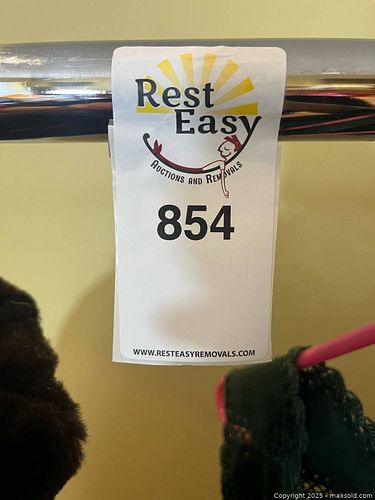 Rest
Easy
AUCTIONS AND REMOVALS
854
WWW.RESTEASYREMOVALS.COM
Copyright © 2025 - maxsold.com